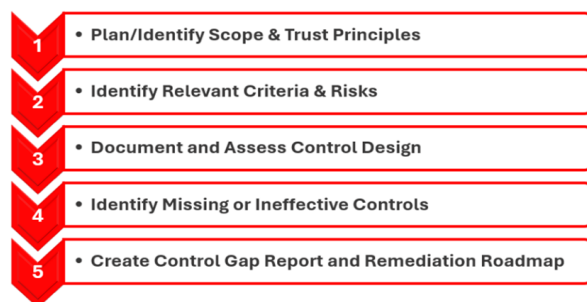 1 • Plan/Identify Scope & Trust Principles
2 • Identify Relevant Criteria & Risks
3 • Document and Assess Control Design
4 • Identify Missing or Ineffective Controls
5 • Create Control Gap Report and Remediation Roadmap